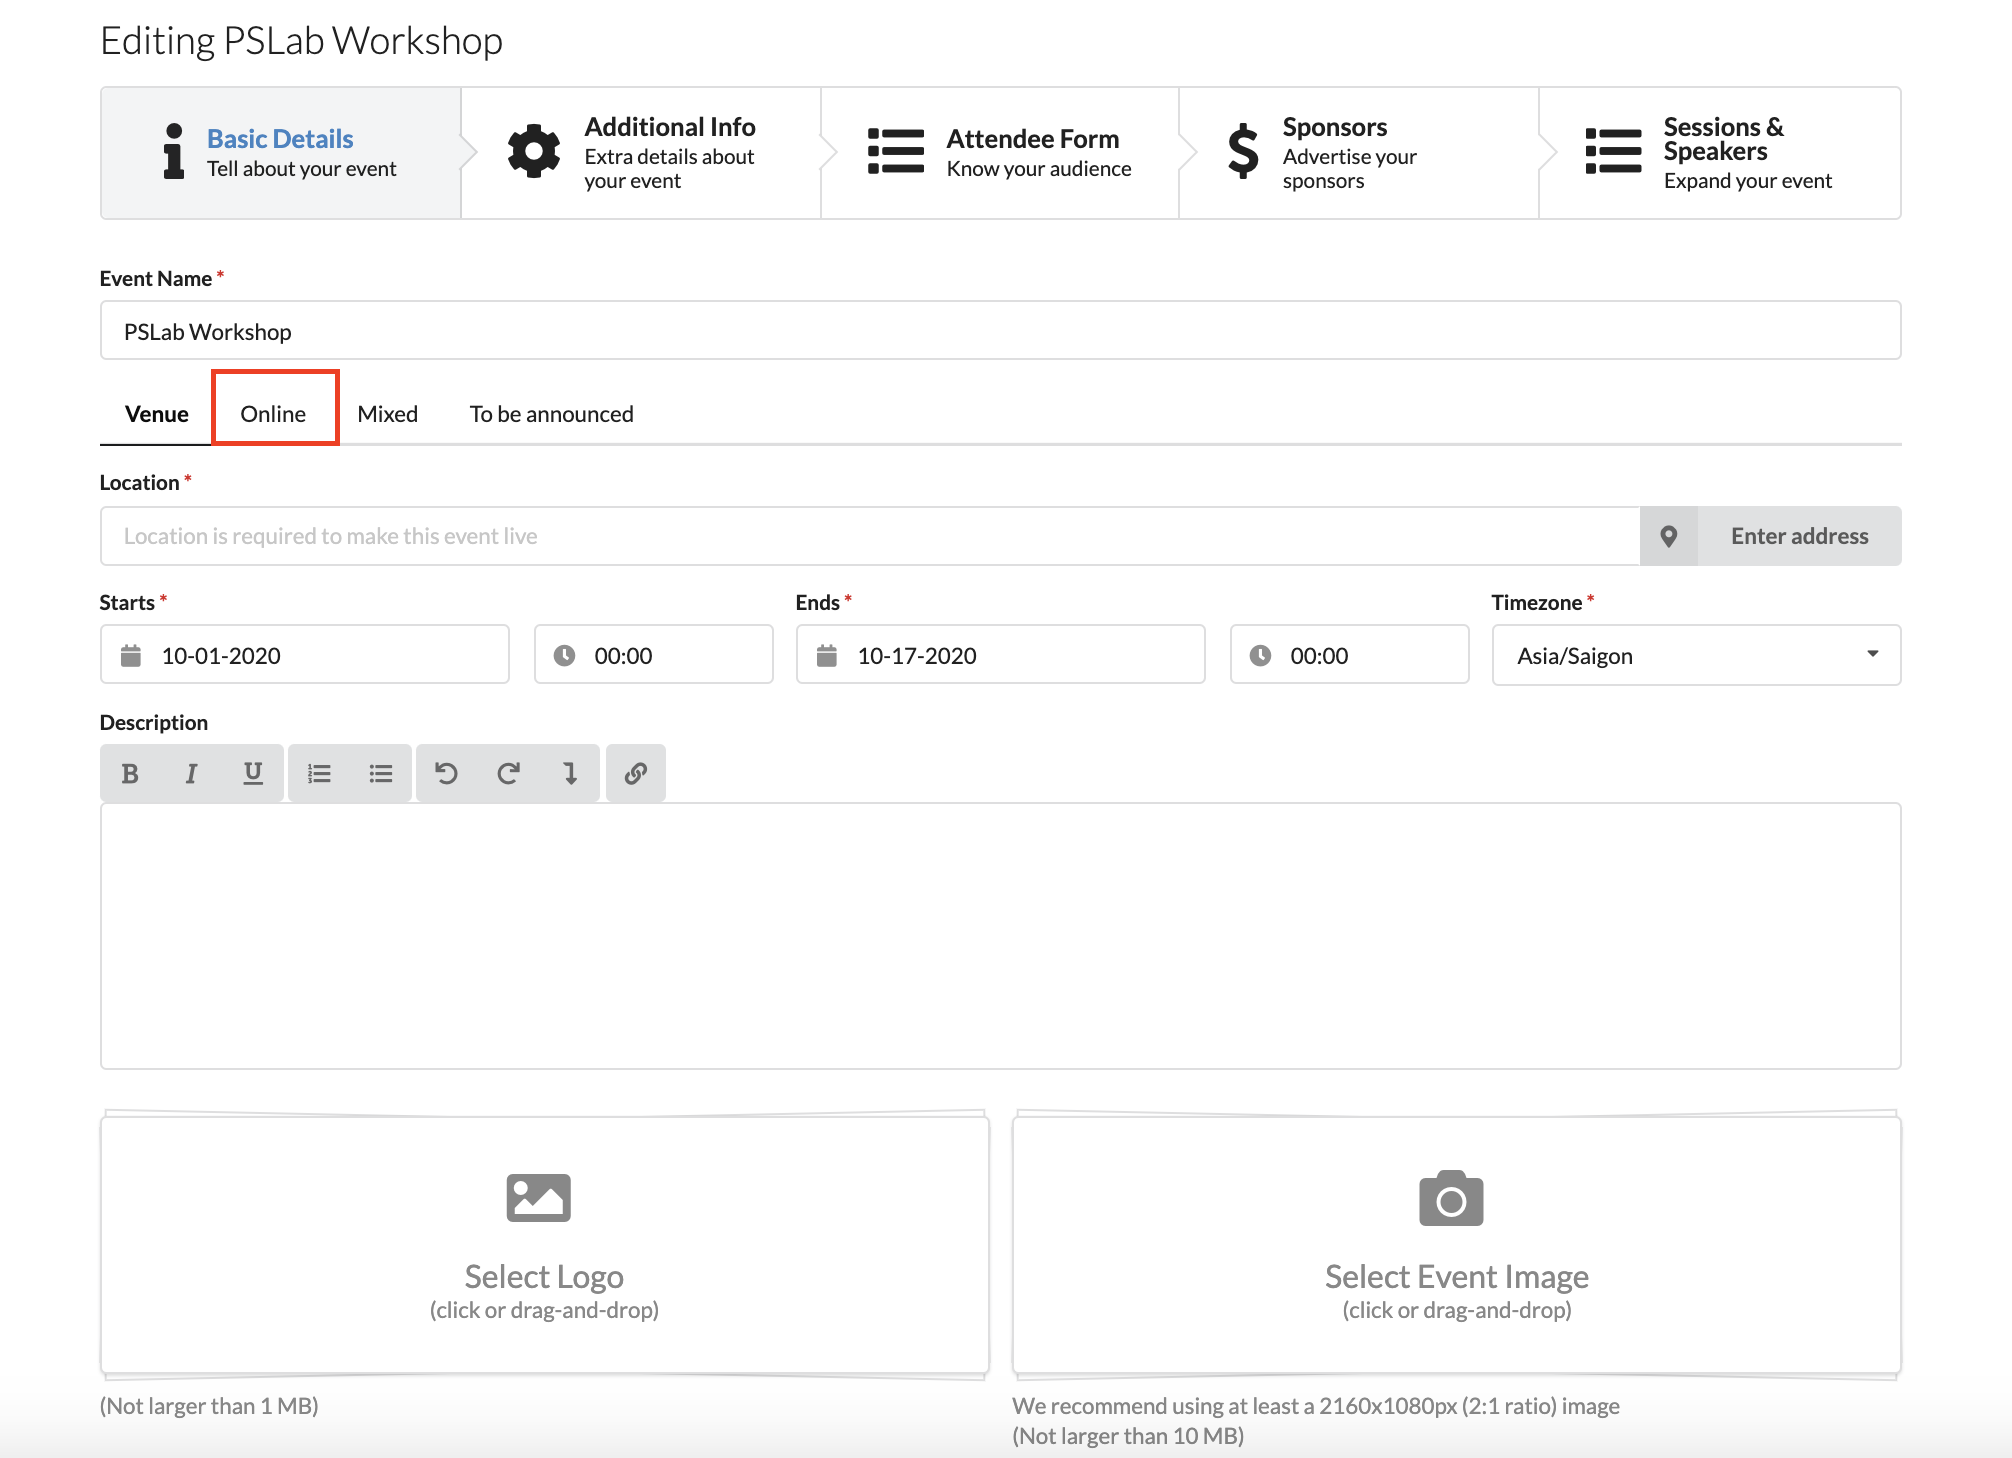 Editing PSLab Workshop
Basic Details
Tell about your event
Additional Info
Extra details about
your event
Attendee Form
Know your audience
Sponsors
Advertise your
sponsors
Sessions &
Speakers
Expand your event
Event Name *
PSLab Workshop
Venue Online Mixed To be announced
Location *
Location is required to make this event live Enter address
Starts * Ends * Timezone *
10-01-2020 00:00 10-17-2020 00:00 Asia/Saigon
Description
Select Logo
(click or drag-and-drop)
Select Event Image
(click or drag-and-drop)
(Not larger than 1 MB)
We recommend using at least a 2160x1080px (2:1 ratio) image
(Not larger than 10 MB)